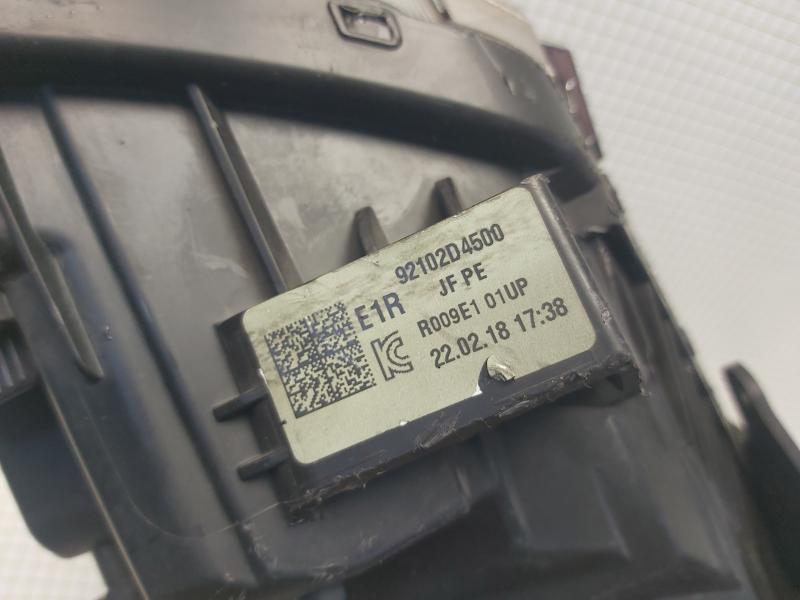 92102D4500
JF PE
E1R
R009E1 01UP
22.02.18 17:38